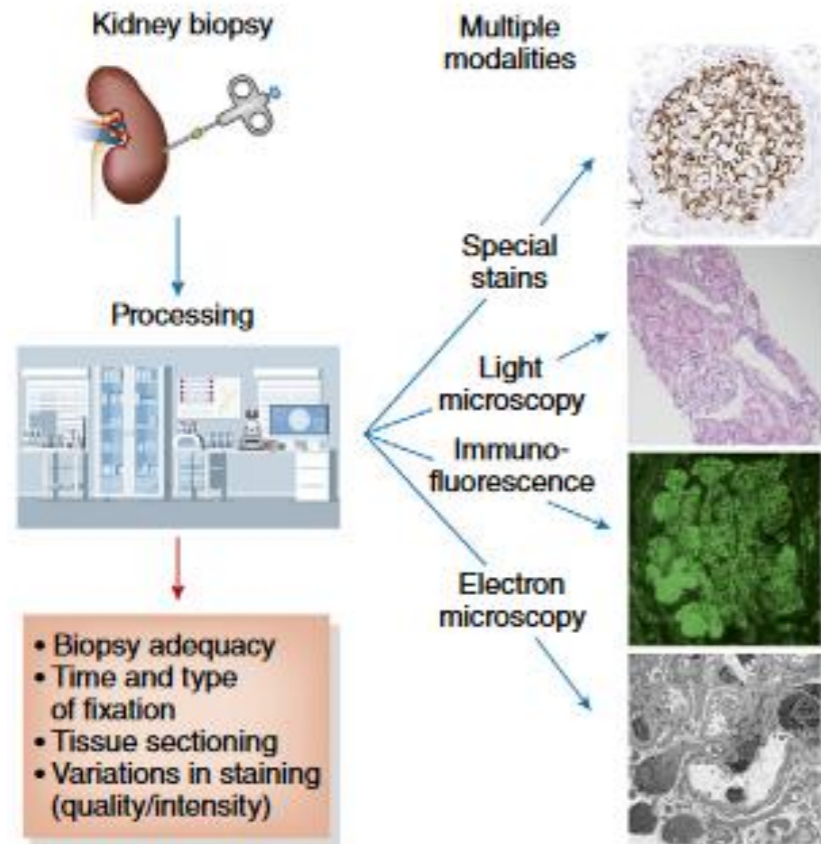 Kidney biopsy
Processing
• Biopsy adequacy
• Time and type
of fixation
• Tissue sectioning
• Variations in staining
(quality/intensity)
Multiple
modalities
Special
stains
Light
microscopy
Immuno-
fluorescence
Electron
microscopy